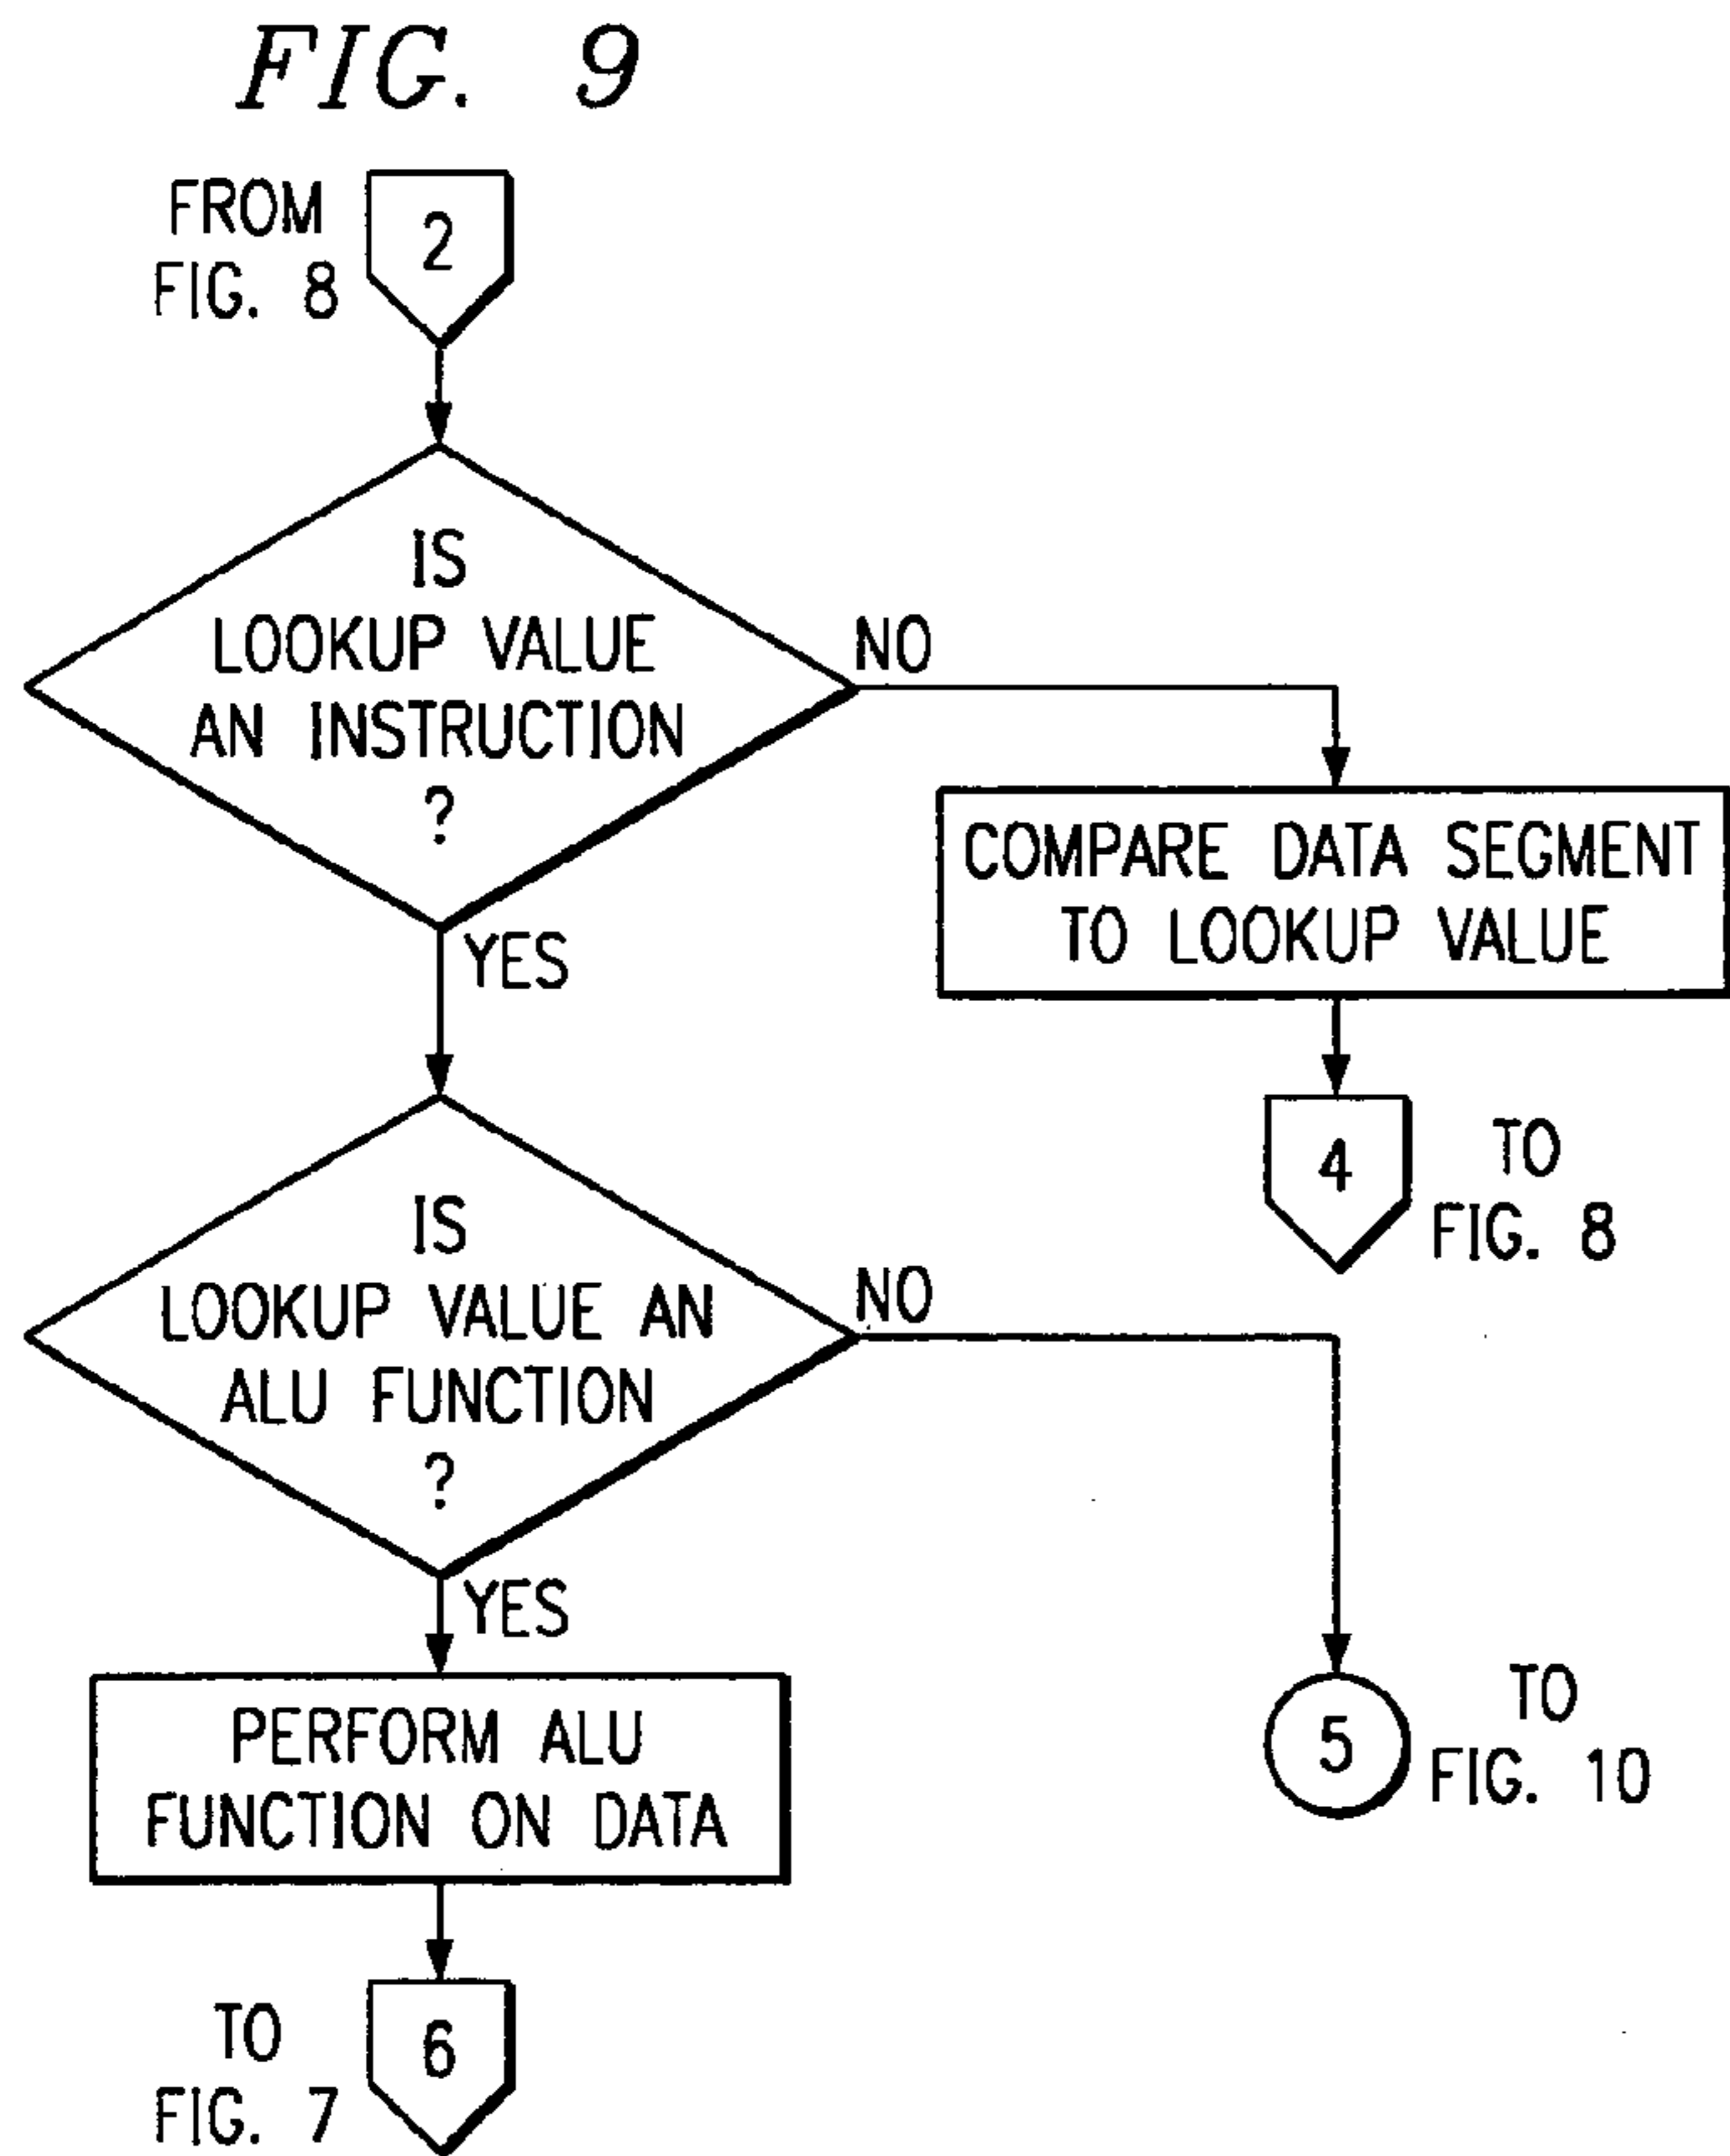 FIG. 9
FROM
FIG. 8
2
IS
LOOKUP VALUE
AN INSTRUCTION
?
NO
YES
COMPARE DATA SEGMENT
TO LOOKUP VALUE
4
TO
FIG. 8
IS
LOOKUP VALUE AN
ALU FUNCTION
?
NO
YES
PERFORM ALU
FUNCTION ON DATA
5
TO
FIG. 10
TO
FIG. 7
6